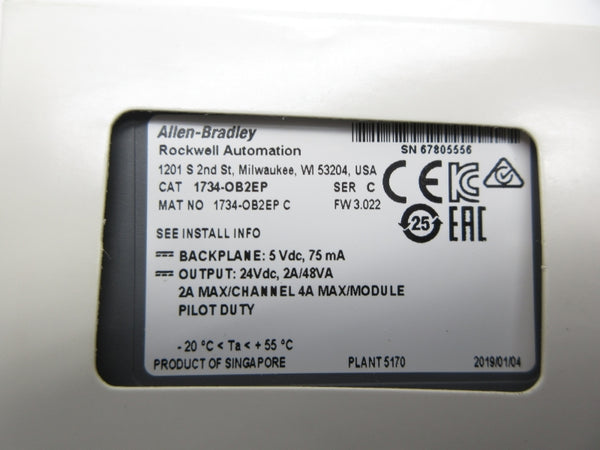 Allen-Bradley
Rockwell Automation
SN 67805556
1201 S 2nd St, Milwaukee, WI 53204, USA
CAT 1734-OB2EP SER C
MAT NO 1734-OB2EP C FW 3.022
CE
25
EAC
SEE INSTALL INFO
BACKPLANE: 5 Vdc, 75 mA
OUTPUT: 24Vdc, 2A/48VA
2A MAX/CHANNEL 4A MAX/MODULE
PILOT DUTY
- 20 °C < Ta < + 55 °C
PRODUCT OF SINGAPORE PLANT 5170 2019/01/04